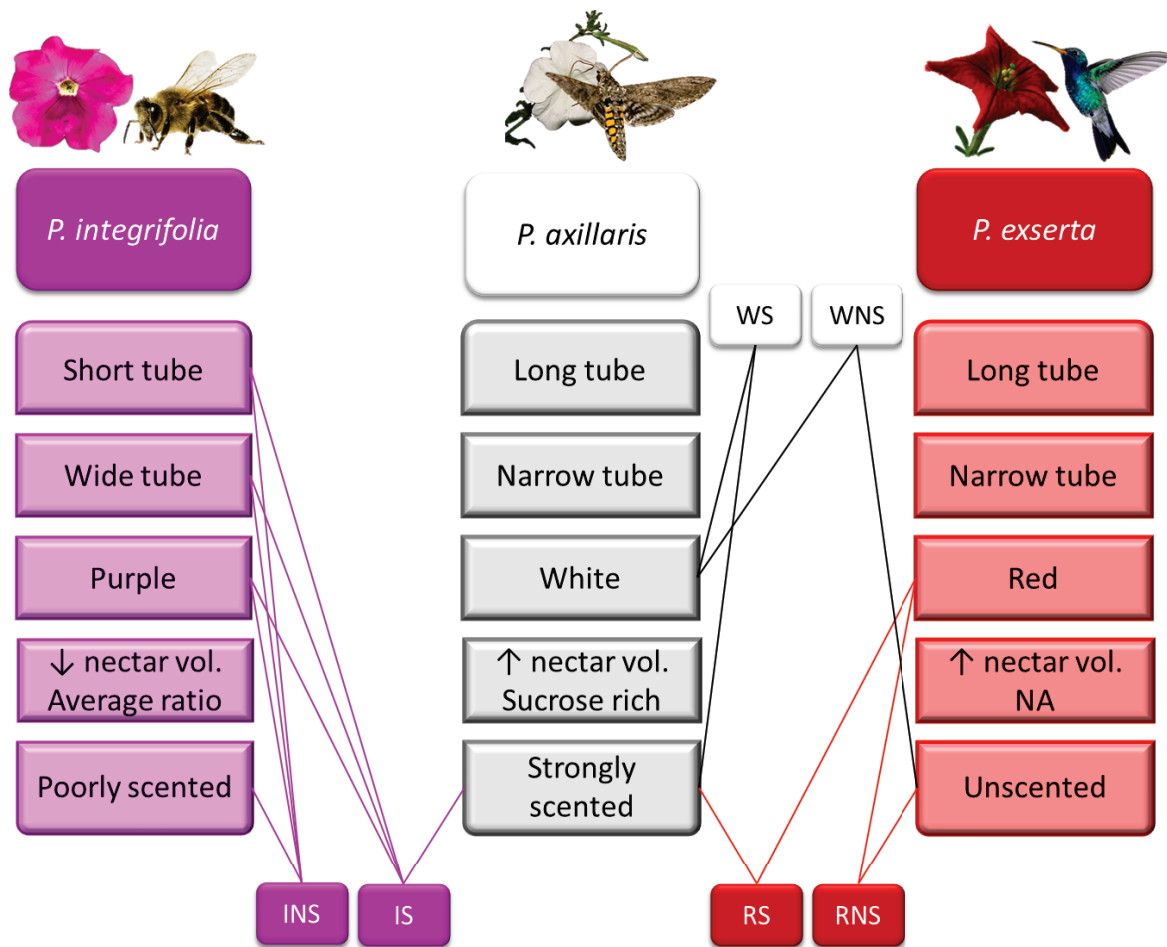 P. integrifolia
P. axillaris
P. exserta
WS
WNS
Short tube
Long tube
Long tube
Wide tube
Narrow tube
Narrow tube
Purple
White
Red
↓ nectar vol.
Average ratio
↑ nectar vol.
Sucrose rich
↑ nectar vol.
NA
Poorly scented
Strongly
scented
Unscented
INS
IS
RS
RNS